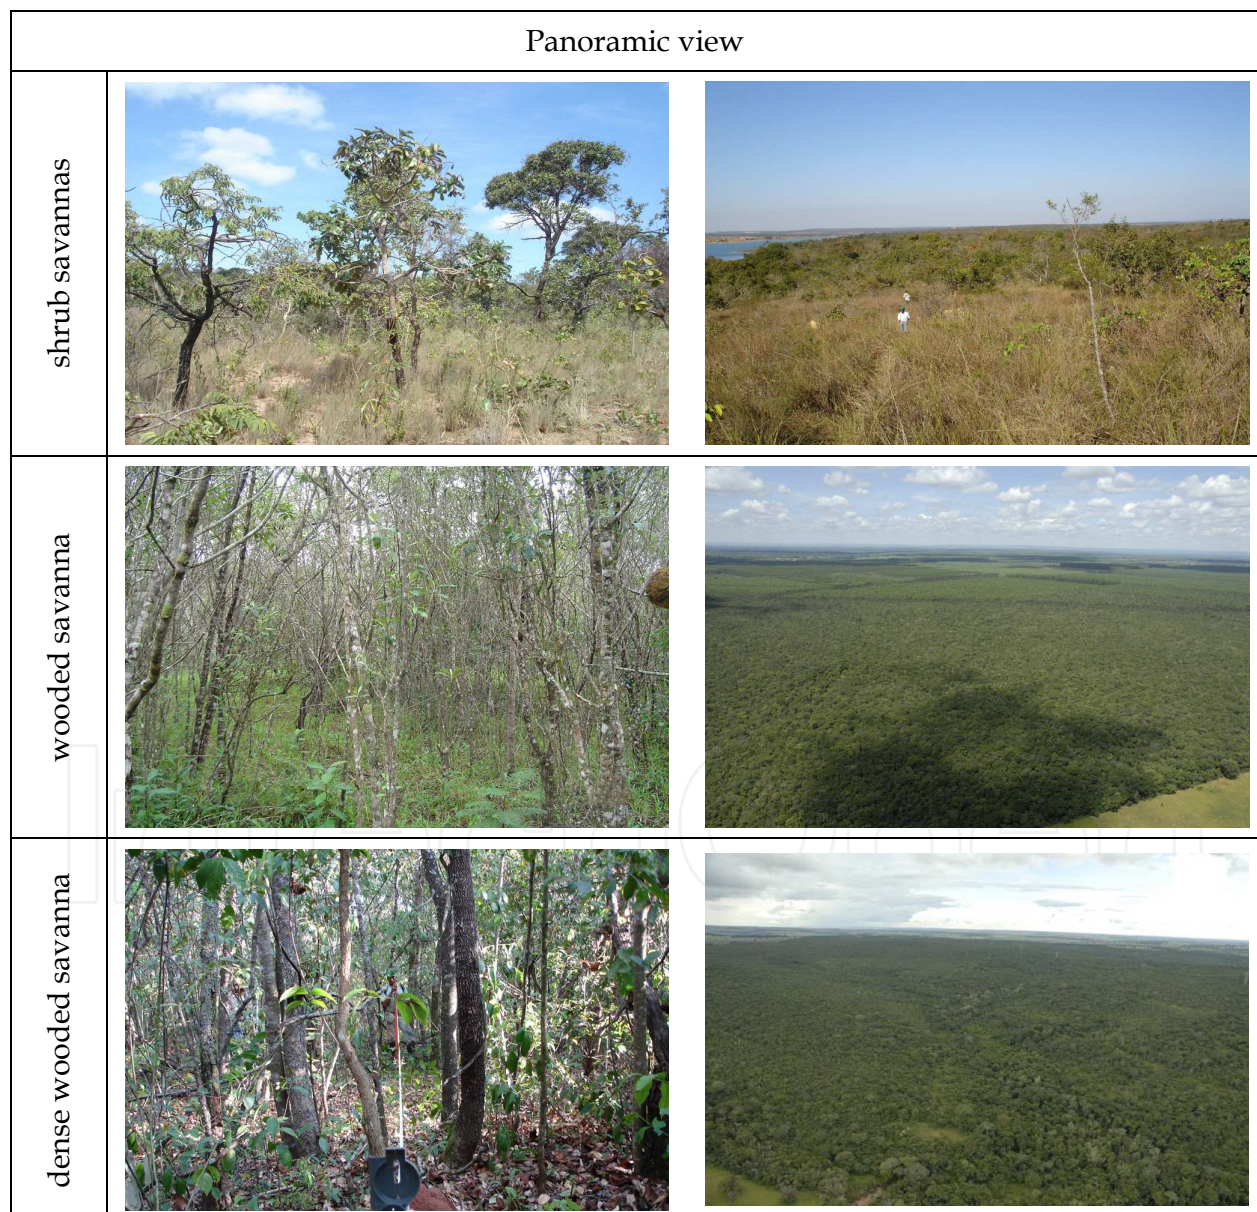 Panoramic view
shrub savannas
wooded savanna
dense wooded savanna